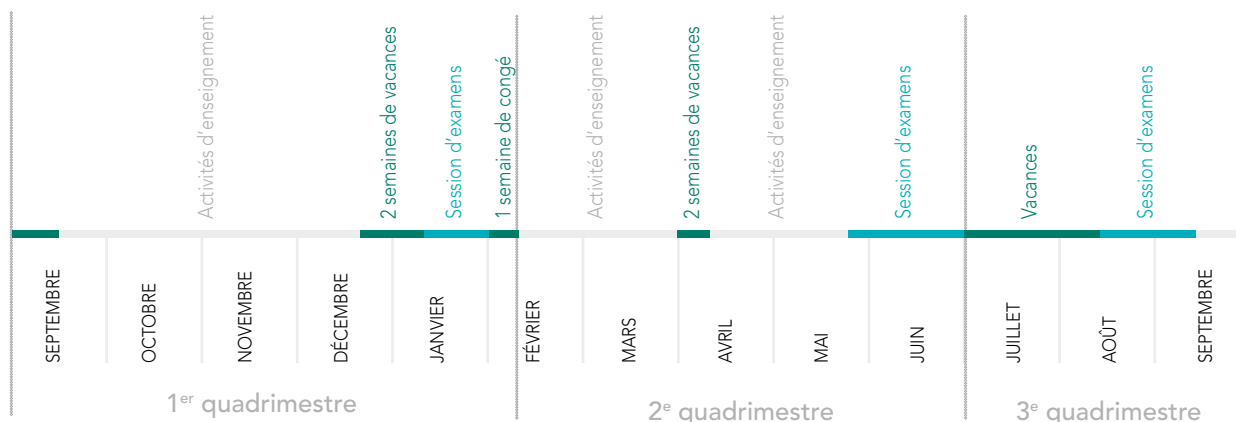 Activités d'enseignement
2 semaines de vacances
Session d'examens
1 semaine de congé
Activités d'enseignement
2 semaines de vacances
Activités d'enseignement
Session d'examens
Vacances
Session d'examens
SEPTEMBRE
OCTOBRE
NOVEMBRE
DÉCEMBRE
JANVIER
FÉVRIER
MARS
AVRIL
MAI
JUIN
JUILLET
AOÛT
SEPTEMBRE
1er quadrimestre
2e quadrimestre
3e quadrimestre